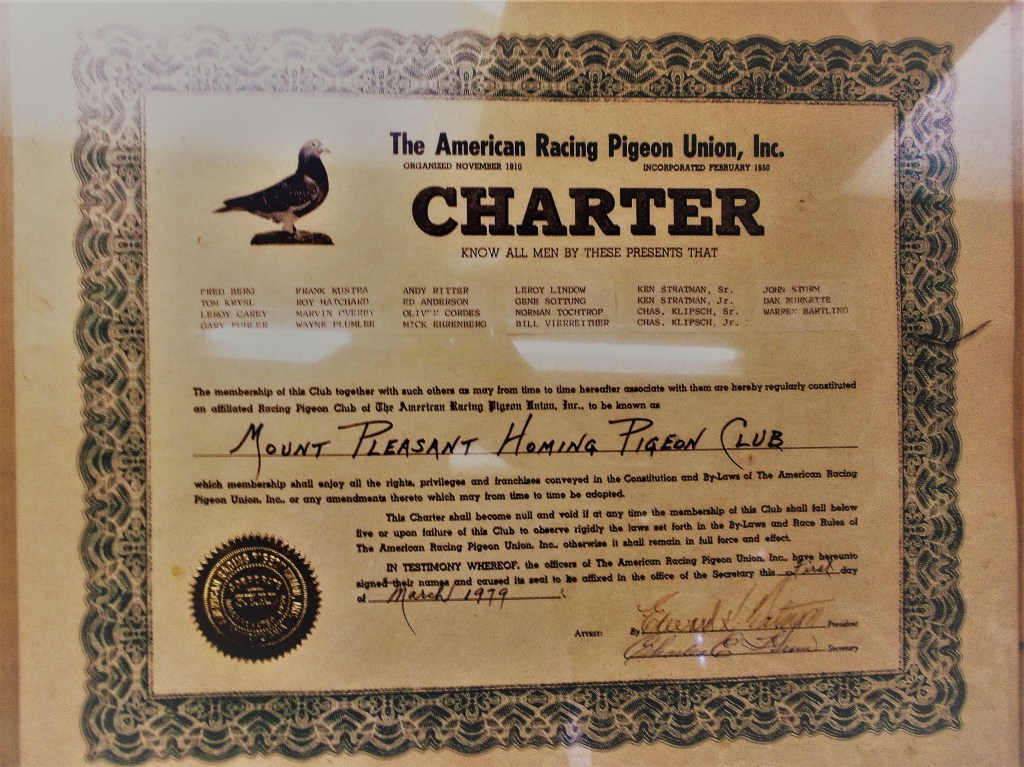 The American Racing Pigeon Union, Inc.
ORGANIZED NOVEMBER 1910 INCORPORATED FEBRUARY 1950
CHARTER
KNOW ALL MEN BY THESE PRESENTS THAT
FRED BERG FRANK KUSTRA ANDY RITTER LEROY LINDOW KEN STRATMAN, Sr. JOHN STURM
TOM KRYSL ROY HATCHARD ED ANDERSON GENE SOTTUNG KEN STRATMAN, Jr. DAN BURNETTE
LEROY CAREY MARVIN OVERBY OLIVER CORDES NORMAN TOCHTROP CHAS. KLIPSCH, Sr. WARREN BARTLING
GARY WAYNE PLUMLEE MICK EHRENBERG BILL VIERREITHER CHAS. KLIPSCH, Jr.
The membership of this Club together with such others as may from time to time hereafter associate with them are hereby regularly constituted
an affiliated Racing Pigeon Club of The American Racing Pigeon Union, Inc., to be known as
MOUNT PLEASANT HOMING PIGEON CLUB
which membership shall enjoy all the rights, privileges and franchises conveyed in the Constitution and By-Laws of The American Racing
Pigeon Union, Inc., or any amendments thereto which may from time to time be adopted.
This Charter shall become null and void if at any time the membership of this Club shall fall below
five or upon failure of this Club to observe rigidly the laws set forth in the By-Laws and Race Rules of
The American Racing Pigeon Union, Inc., otherwise it shall remain in full force and effect.
IN TESTIMONY WHEREOF, the officers of The American Racing Pigeon Union, Inc., have hereunto
signed their names and caused its seal to be affixed in the office of the Secretary this First day
of March 1979
ATTEST: By Edward President
Charles E. Secretary
AMERICAN RACING PIGEON UNION, INC.